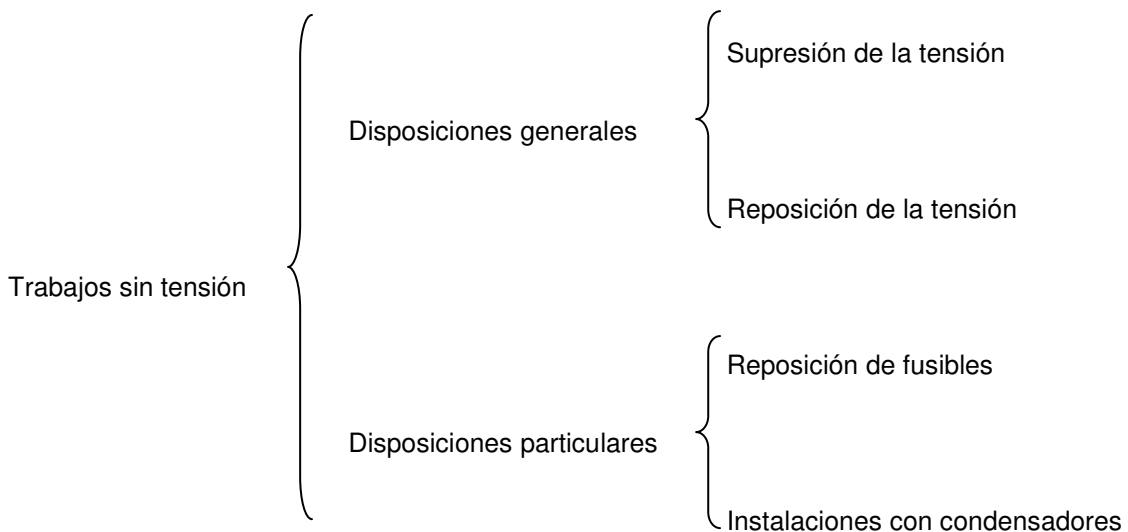 Supresión de la tensión
Disposiciones generales
Reposición de la tensión
Trabajos sin tensión
Reposición de fusibles
Disposiciones particulares
Instalaciones con condensadores